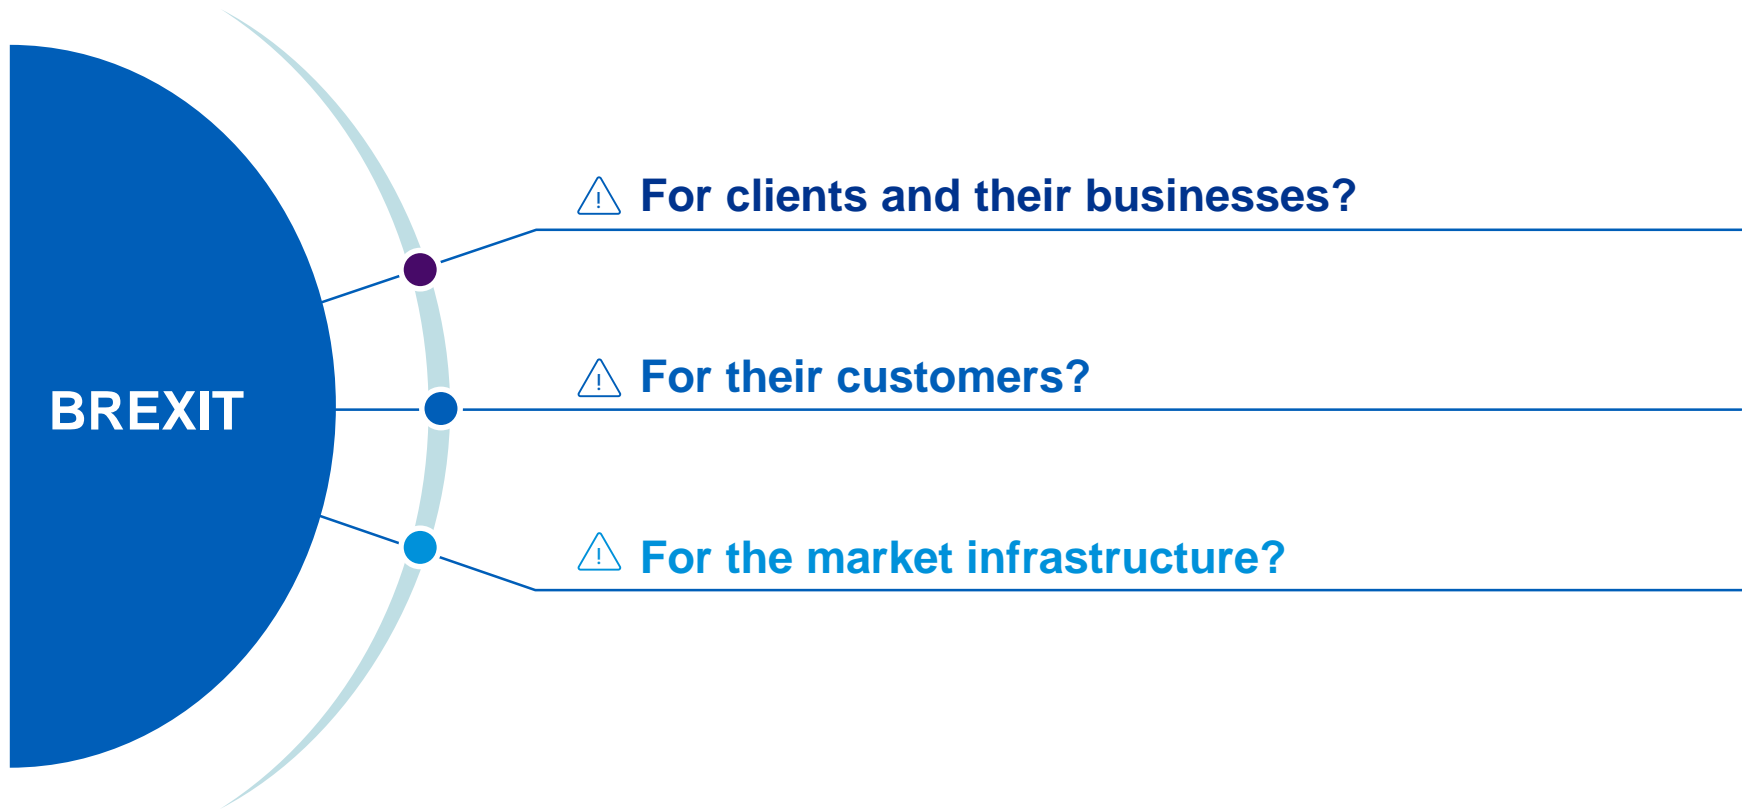 For clients and their businesses?
For their customers?
BREXIT
For the market infrastructure?